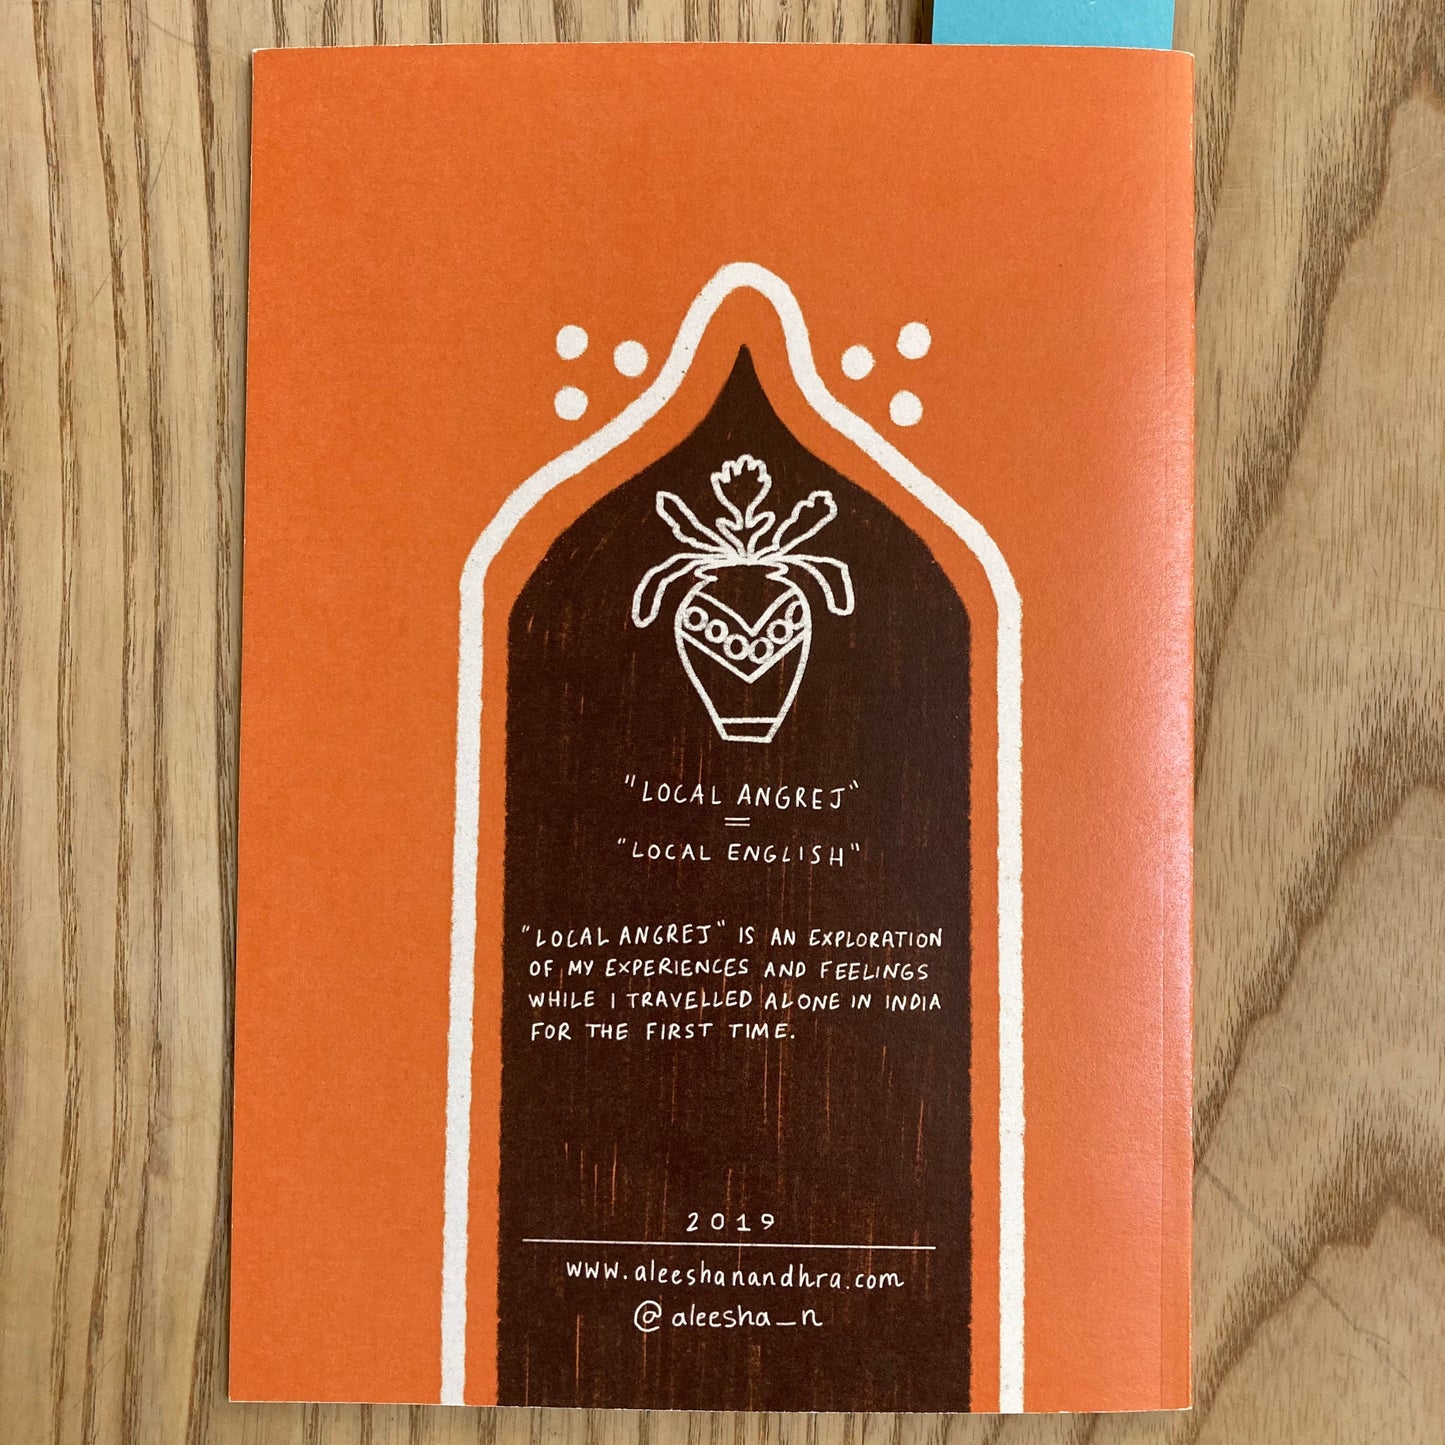 "LOCAL ANGREJ"
=
"LOCAL ENGLISH"
"LOCAL ANGREJ" IS AN EXPLORATION
OF MY EXPERIENCES AND FEELINGS
WHILE I TRAVELLED ALONE IN INDIA
FOR THE FIRST TIME.
2019
www.aleeshanandhra.com
@aleesha_n